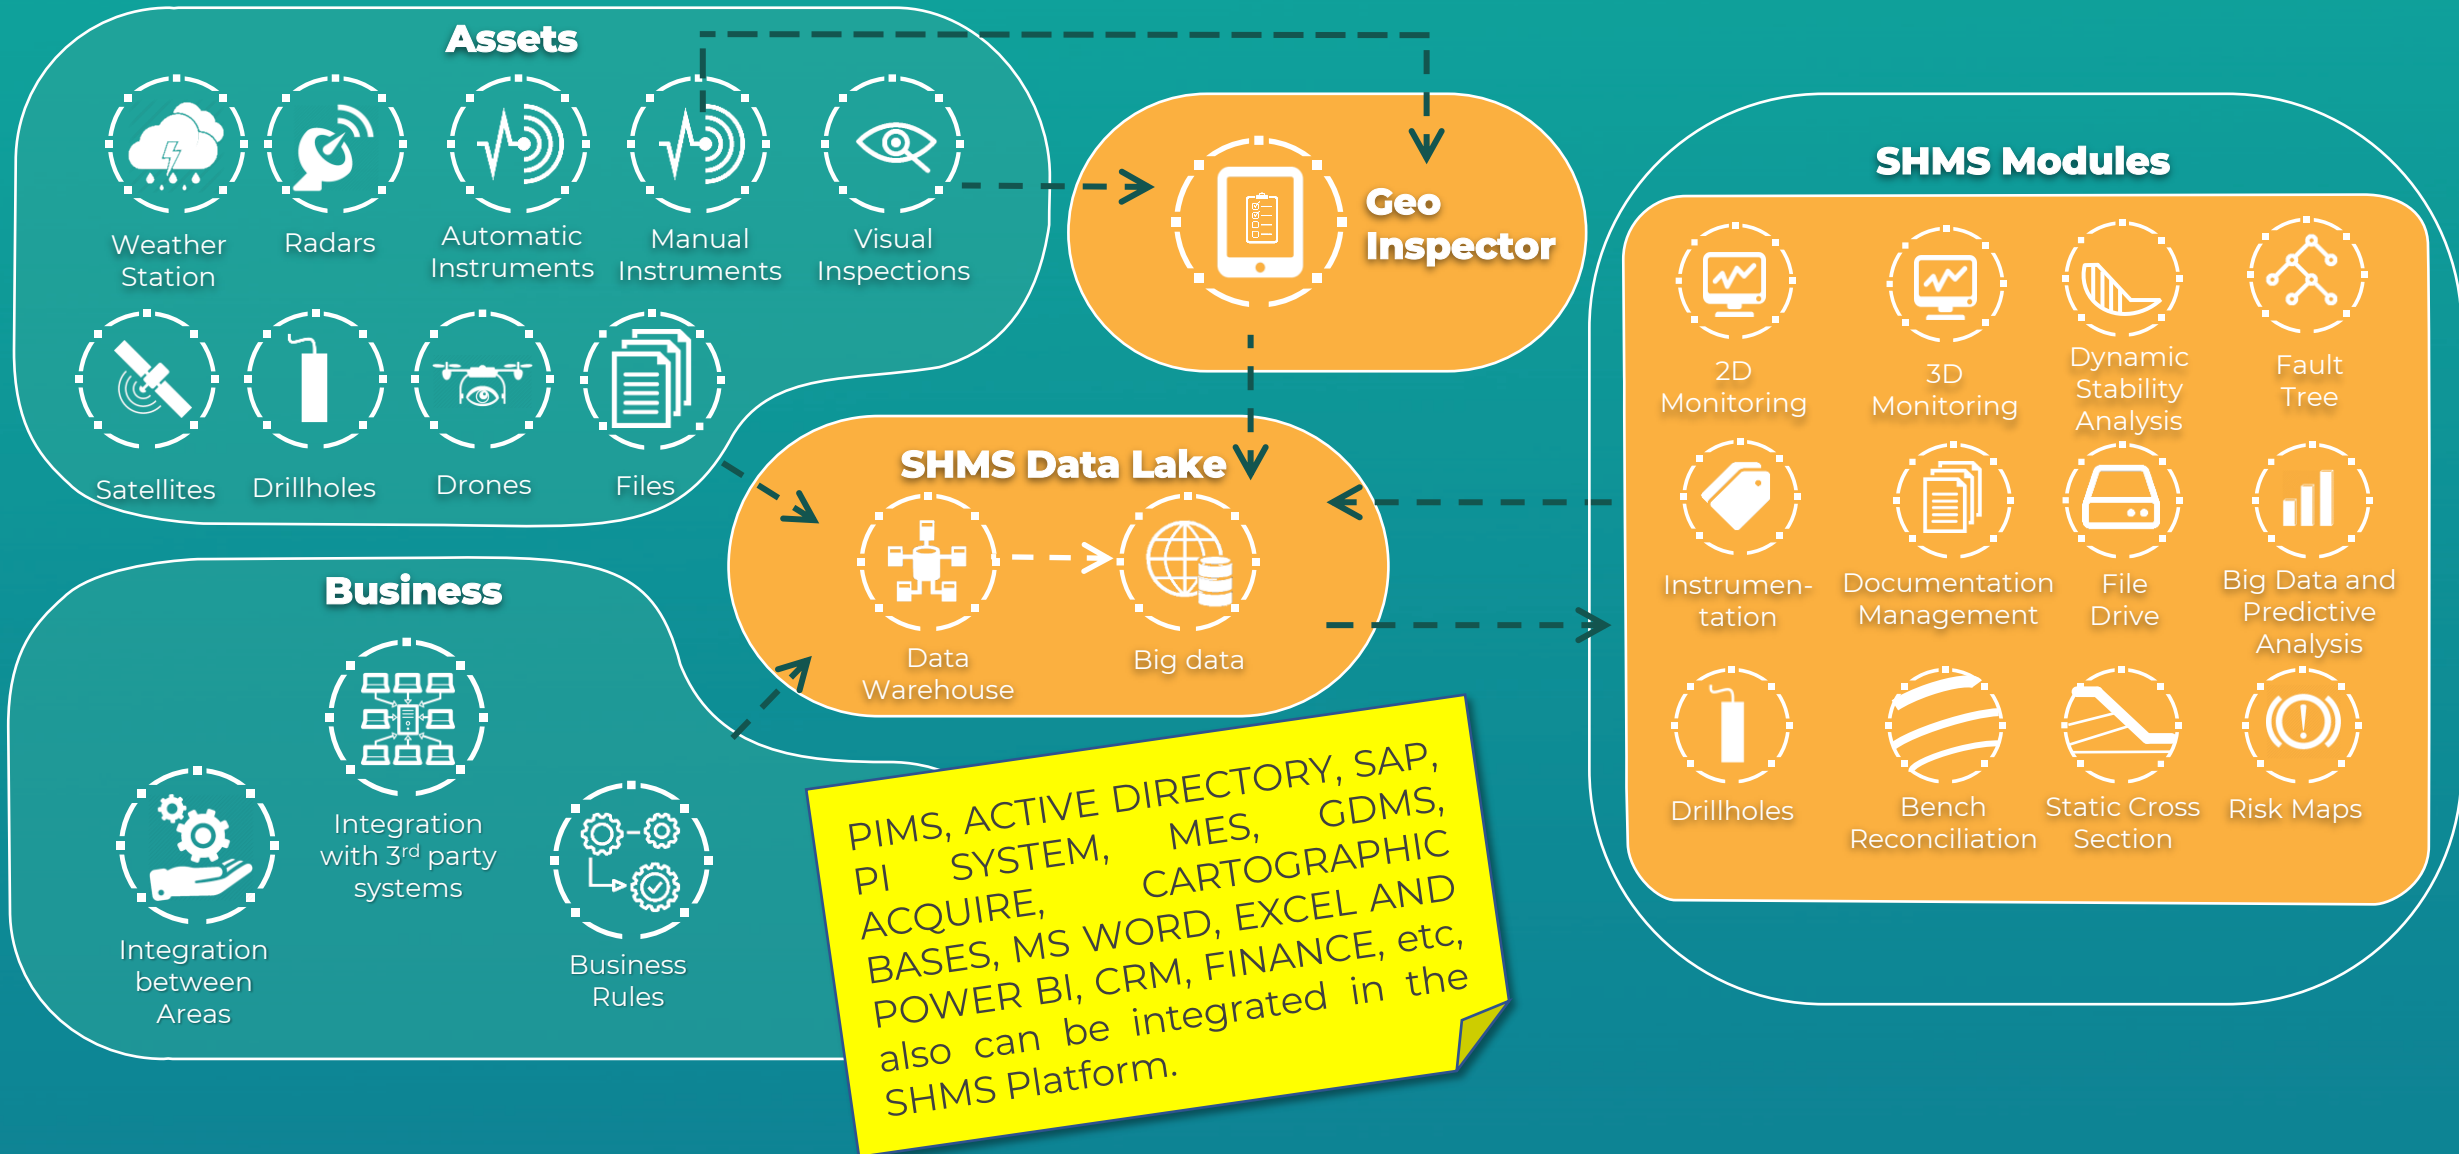 Assets
Weather
Station
Radars
Automatic
Instruments
Manual
Instruments
Visual
Inspections
Satellites
Drillholes
Drones
Files
Geo
Inspector
SHMS Data Lake
Data
Warehouse
Big data
Business
Integration
between
Areas
Integration
with 3rd party
systems
Business
Rules
PIMS, ACTIVE DIRECTORY, SAP,
PI SYSTEM, MES, GDMS,
ACQUIRE, CARTOGRAPHIC
BASES, MS WORD, EXCEL AND
POWER BI, CRM, FINANCE, etc,
also can be integrated in the
SHMS Platform.
SHMS Modules
2D
Monitoring
3D
Monitoring
Dynamic
Stability
Analysis
Fault
Tree
Instrumen-
tation
Documentation
Management
File
Drive
Big Data and
Predictive
Analysis
Drillholes
Bench
Reconciliation
Static Cross
Section
Risk Maps